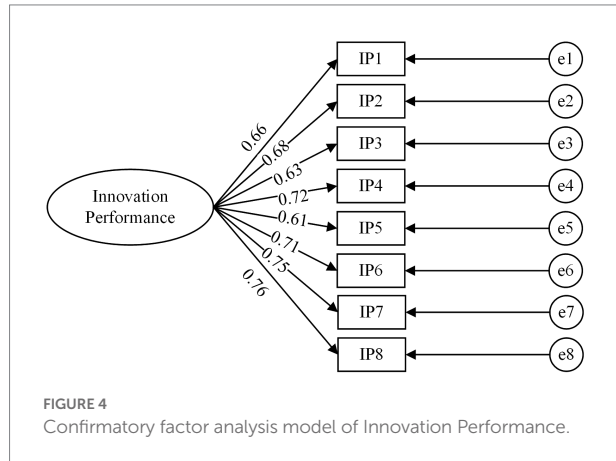 IP1
e1
IP2
e2
0.66
IP3
e3
0.68
0.63
IP4
e4
0.72
Innovation
Performance
0.61
IP5
e5
0.71
IP6
e6
0.75
0.76
IP7
e7
IP8
e8
FIGURE 4
Confirmatory factor analysis model of Innovation Performance.